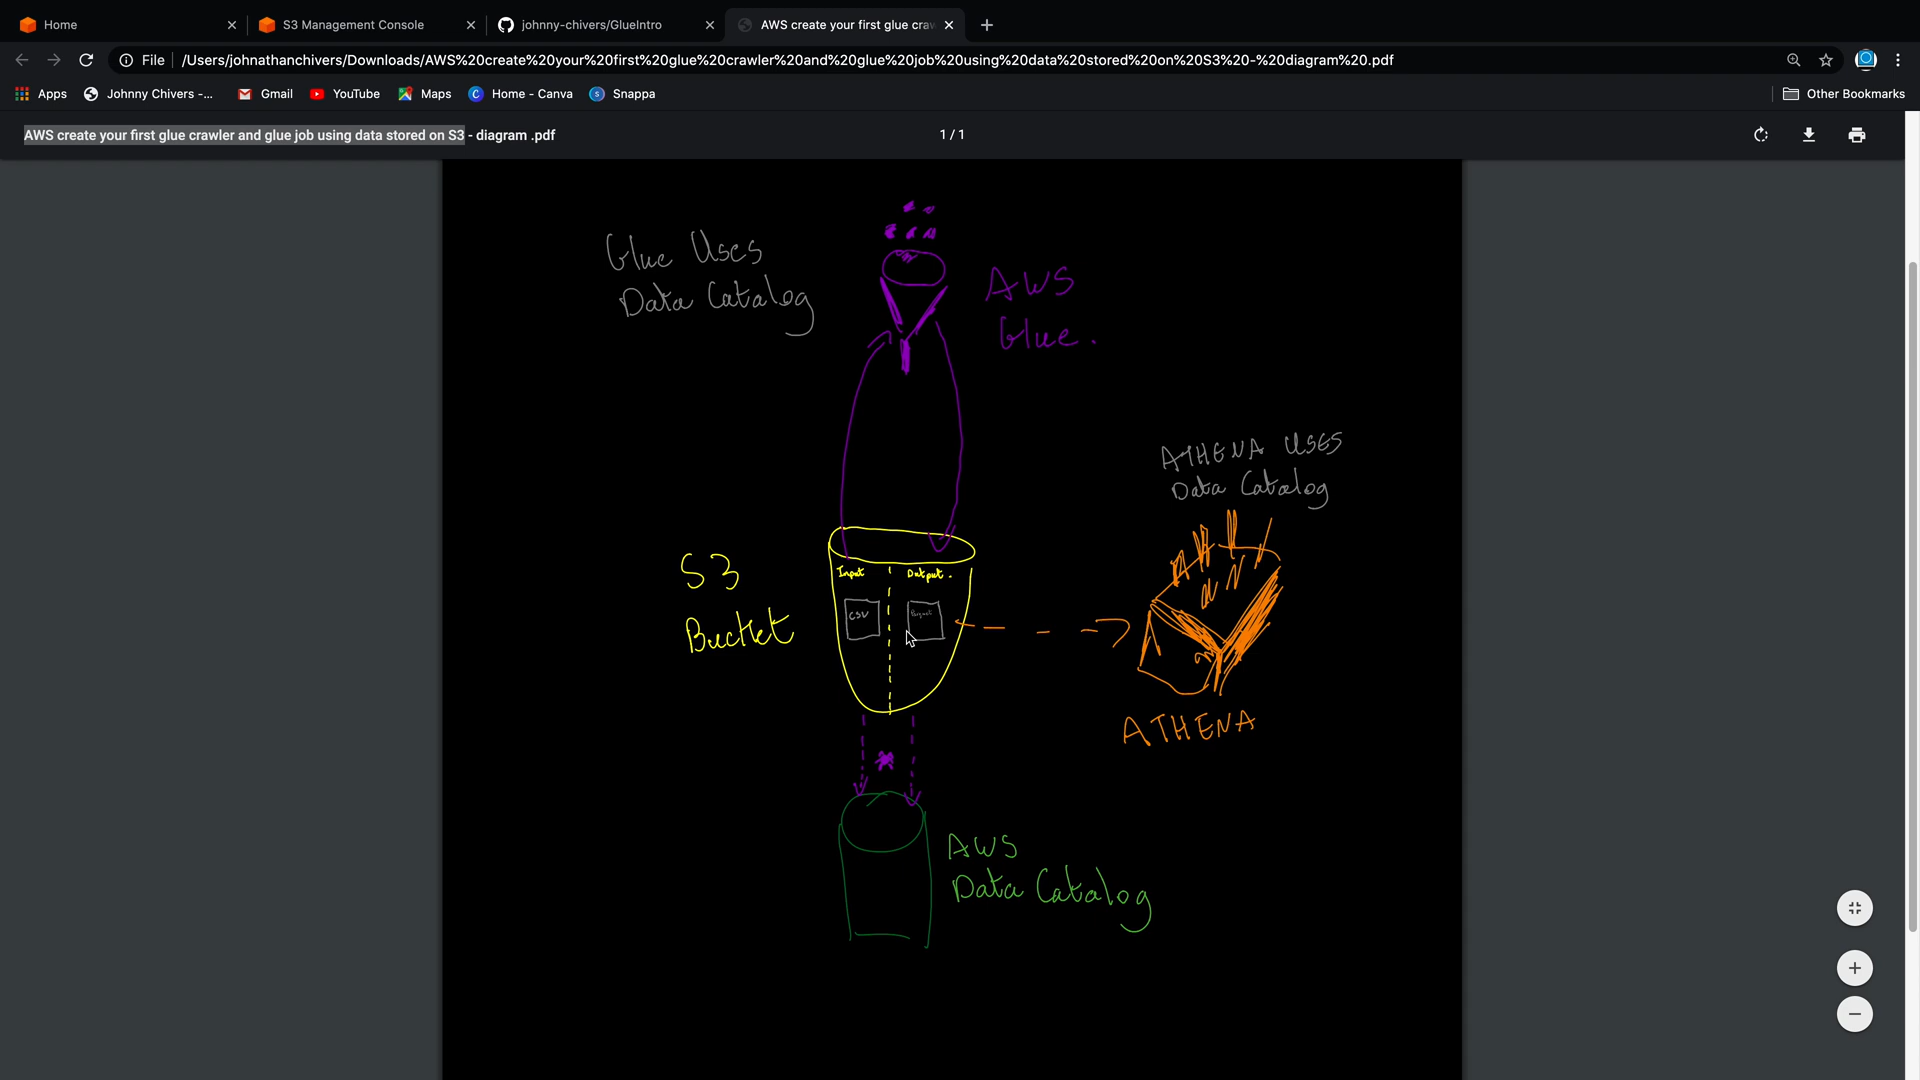 Home
S3 Management Console
johnny-chivers/GlueIntro
AWS create your first glue craw
File
/Users/johnathanchivers/Downloads/AWS%20create%20your%20first%20glue%20crawler%20and%20glue%20job%20using%20data%20stored%20on%20S3%20-%20diagram%20.pdf
Apps
Johnny Chivers -...
Gmail
YouTube
Maps
Home - Canva
Snappa
Other Bookmarks
AWS create your first glue crawler and glue job using data stored on S3 - diagram .pdf
1 / 1
Glue Uses
Data Catalog
AWS
Glue.
ATHENA USES
Data Catalog
S3
Bucket
Input
Output.
CSV
Parquet
ATHENA
AWS
Data Catalog